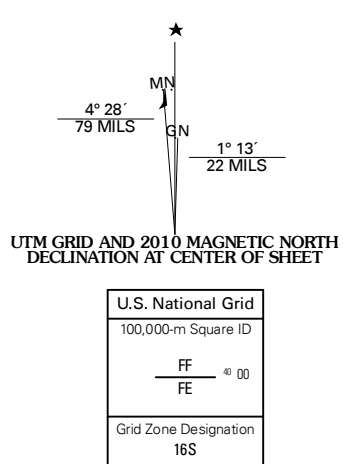 ★
MN
4° 28´
79 MILS
GN
1° 13´
22 MILS
UTM GRID AND 2010 MAGNETIC NORTH
DECLINATION AT CENTER OF SHEET
U.S. National Grid
100,000-m Square ID
FF
40 00
FE
Grid Zone Designation
16S